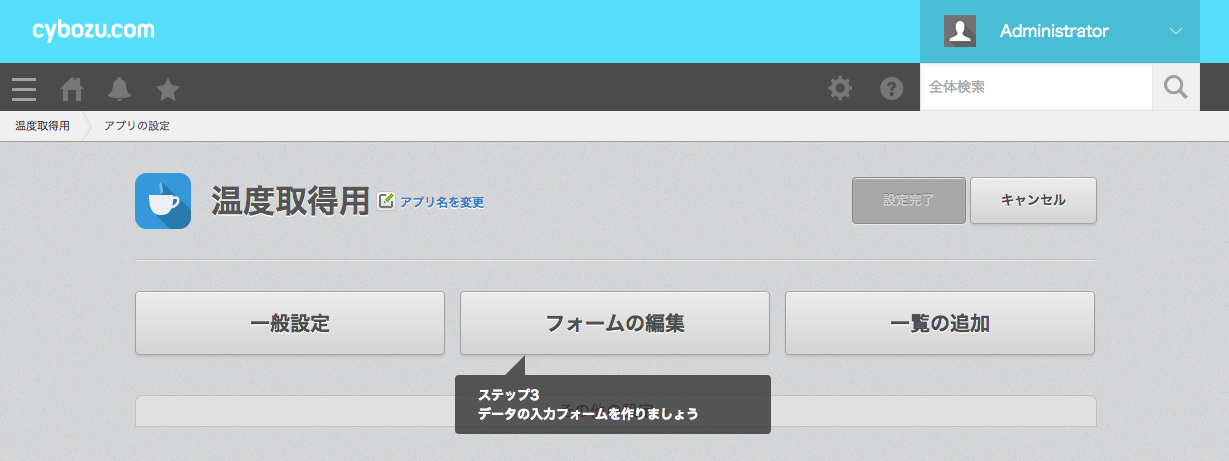 cybozu.com
Administrator
全体検索
温度取得用
アプリの設定
温度取得用
アプリ名を変更
設定完了
キャンセル
一般設定
フォームの編集
一覧の追加
ステップ3
データの入力フォームを作りましょう